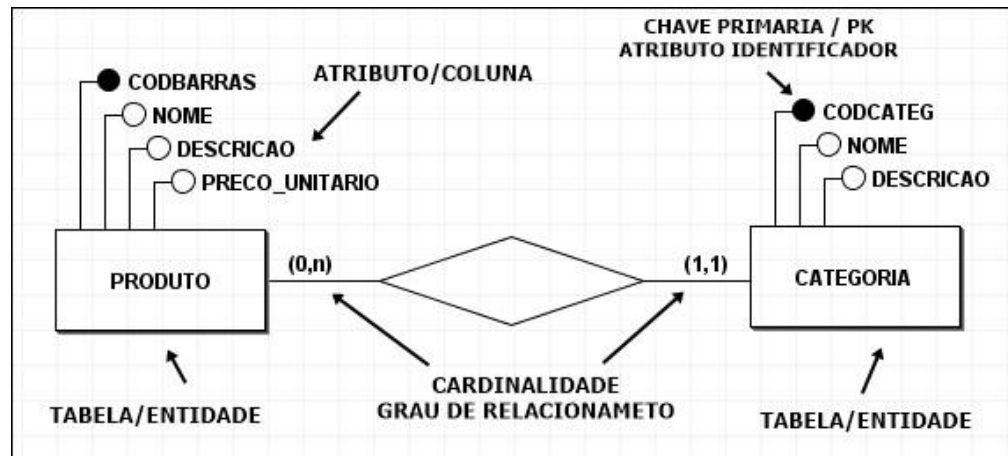 CHAVE PRIMARIA / PK
ATRIBUTO IDENTIFICADOR
ATRIBUTO/COLUNA
CODBARRAS
NOME
DESCRICAO
PRECO_UNITARIO
CODCATEG
NOME
DESCRICAO
PRODUTO
(0,n)
(1,1)
CATEGORIA
CARDINALIDADE
GRAU DE RELACIONAMETO
TABELA/ENTIDADE
TABELA/ENTIDADE